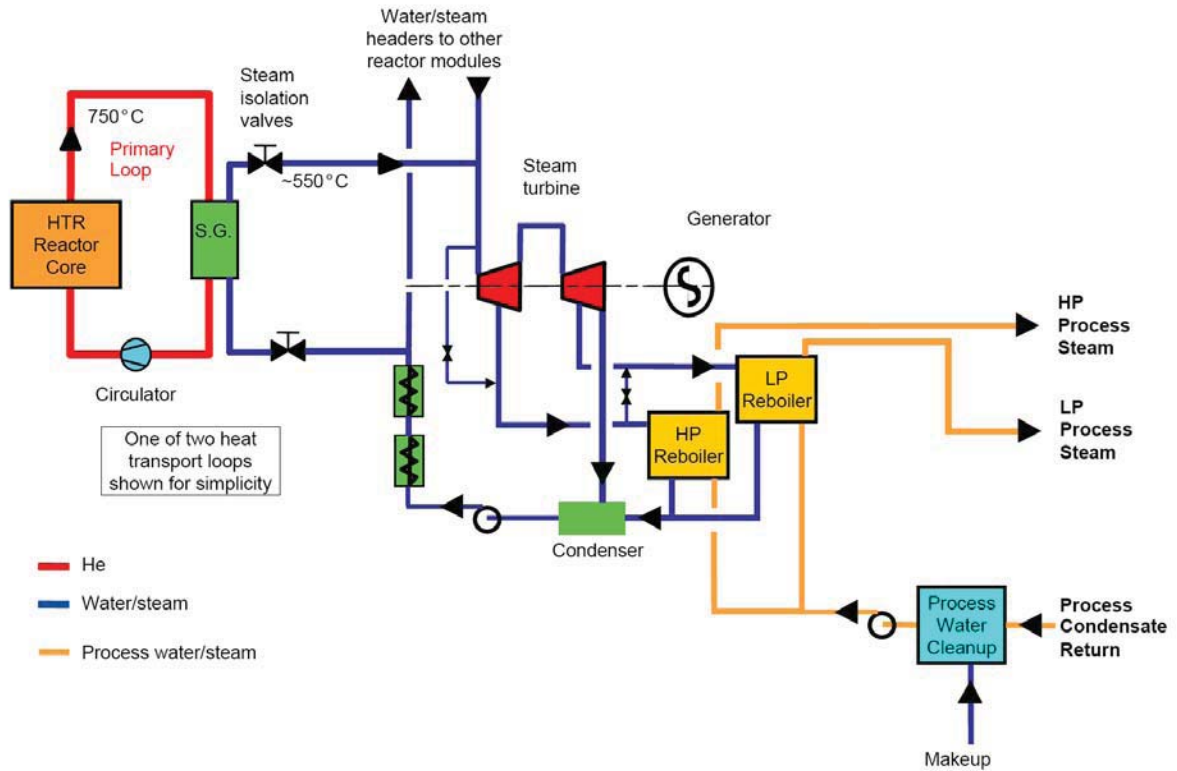 Water/steam
headers to other
reactor modules
Steam
isolation
valves
750°C
Primary
Loop
~550°C
Steam
turbine
HTR
Reactor
Core
S.G.
Generator
HP
Process
Steam
LP
Reboiler
Circulator
LP
Process
Steam
HP
Reboiler
One of two heat
transport loops
shown for simplicity
Condenser
He
Water/steam
Process water/steam
Process
Water
Cleanup
Process
Condensate
Return
Makeup